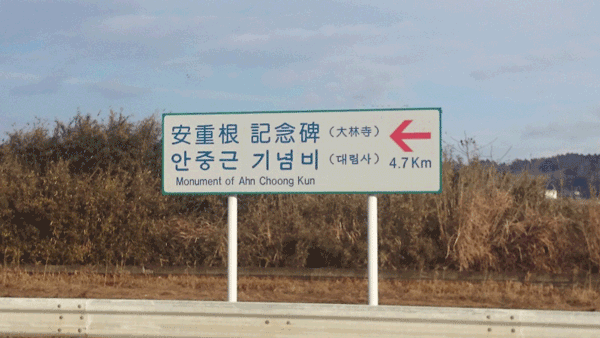 安重根 記念碑 (大林寺)
안중근 기념비 (대림사) 4.7Km
Monument of Ahn Choong Kun